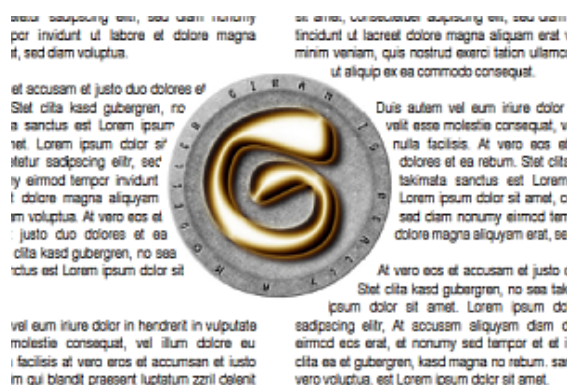 sadipscing elitr, sed diam nonumy
por invidunt ut labore et dolore magna
, sed diam voluptua.
et accusam et justo duo dolores et
Stet clita kasd gubergren, no
a sanctus est Lorem ipsum
Lorem ipsum dolor sit
sadipscing elitr, sed
eirmod tempor invidunt
dolore magna aliquyam
voluptua. At vero eos et
justo duo dolores et ea
clita kasd gubergren, no sea
est Lorem ipsum dolor sit
vel eum iriure dolor in hendrerit in vulputate
molestie consequat, vel illum dolore eu
facilisis at vero eros et accumsan et iusto
qui blandit praesent luptatum zzril delenit
sit amet, consectetuer adipiscing elit, sed diam
tincidunt ut lacreet dolore magna aliquam erat
minim veniam, quis nostrud exerci tation ullamco
ut aliquip ex ea commodo consequat.
Duis autem vel eum iriure dolor
velit esse molestie consequat, v
nulla facilisis. At vero eos et
dolores et ea rebum. Stet clita
takimata sanctus est Lorem
Lorem ipsum dolor sit amet, c
sed diam nonumy eirmod tem
dolore magna aliquyam erat, se
At vero eos et accusam et justo
Stet clita kasd gubergren, no sea tak
ipsum dolor sit amet. Lorem ipsum do
sadipscing elitr, At accusam aliquyam diam d
eirmod eos erat, et nonumy sed tempor et et i
clita ea et gubergren, kasd magna no rebum. san
vero voluptua. est Lorem ipsum dolor sit amet.
G